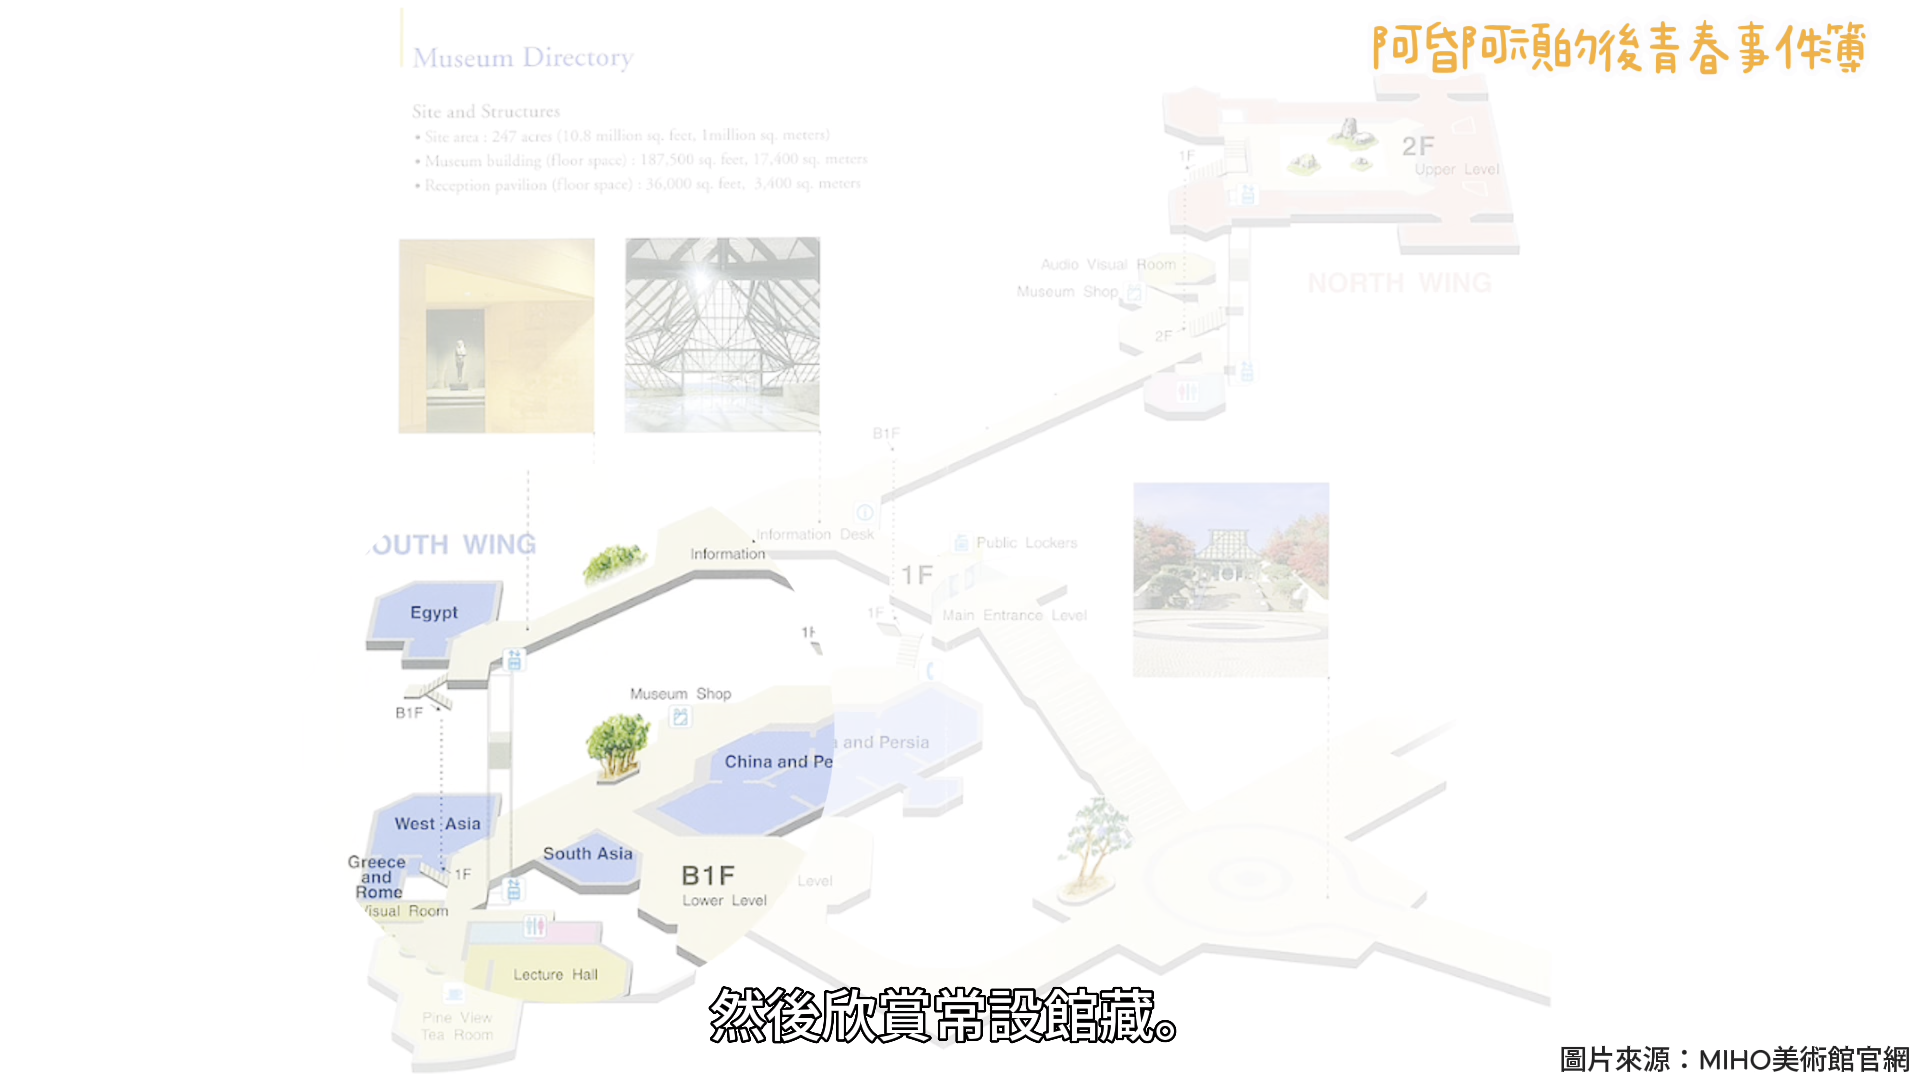 阿昏阿滴的後青春事件簿
Museum Directory
Site and Structures
• Site area : 247 acres (10.8 million sq. feet, 1million sq. meters)
• Museum building (floor space) : 187,500 sq. feet, 17,400 sq. meters
• Reception pavilion (floor space) : 36,000 sq. feet, 3,400 sq. meters
2F
Upper Level
1F
Audio Visual Room
Museum Shop
NORTH WING
2F
B1F
Information Desk
Public Lockers
OUTH WING
Information
1F
Main Entrance Level
1F
Egypt
1F
Museum Shop
B1F
China and Pe
and Persia
West Asia
South Asia
Greece
and
Rome
1F
B1F
Lower Level
Level
Visual Room
Lecture Hall
Pine View
Tea Room
然後欣賞常設館藏。
圖片來源：MIHO美術館官網